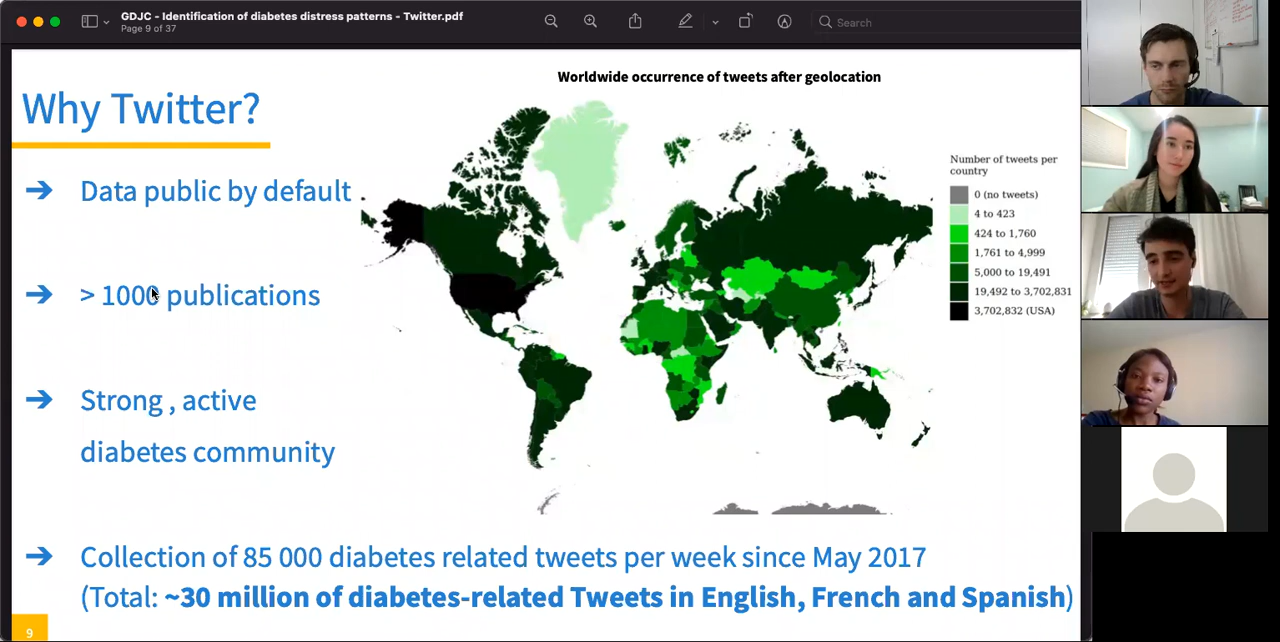 GDJC - Identification of diabetes distress patterns - Twitter.pdf
Page 9 of 37
Search
Worldwide occurrence of tweets after geolocation
Why Twitter?
➔ Data public by default
➔ > 1000 publications
➔ Strong , active
diabetes community
Number of tweets per
country
0 (no tweets)
4 to 423
424 to 1,760
1,761 to 4,999
5,000 to 19,491
19,492 to 3,702,831
3,702,832 (USA)
➔ Collection of 85 000 diabetes related tweets per week since May 2017
(Total: ~30 million of diabetes-related Tweets in English, French and Spanish)
9